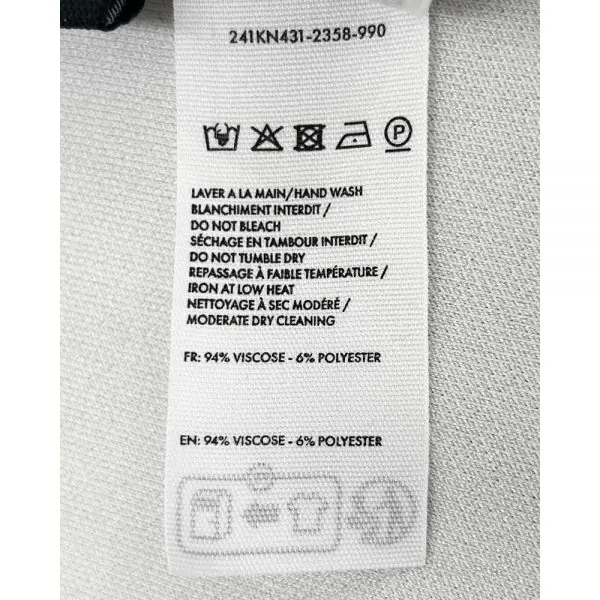 241KN431-2358-990
P
LAVER A LA MAIN/HAND WASH
BLANCHIMENT INTERDIT /
DO NOT BLEACH
SÉCHAGE EN TAMBOUR INTERDIT /
DO NOT TUMBLE DRY
REPASSAGE À FAIBLE TEMPÉRATURE /
IRON AT LOW HEAT
NETTOYAGE À SEC MODÉRÉ /
MODERATE DRY CLEANING
FR: 94% VISCOSE - 6% POLYESTER
EN: 94% VISCOSE - 6% POLYESTER